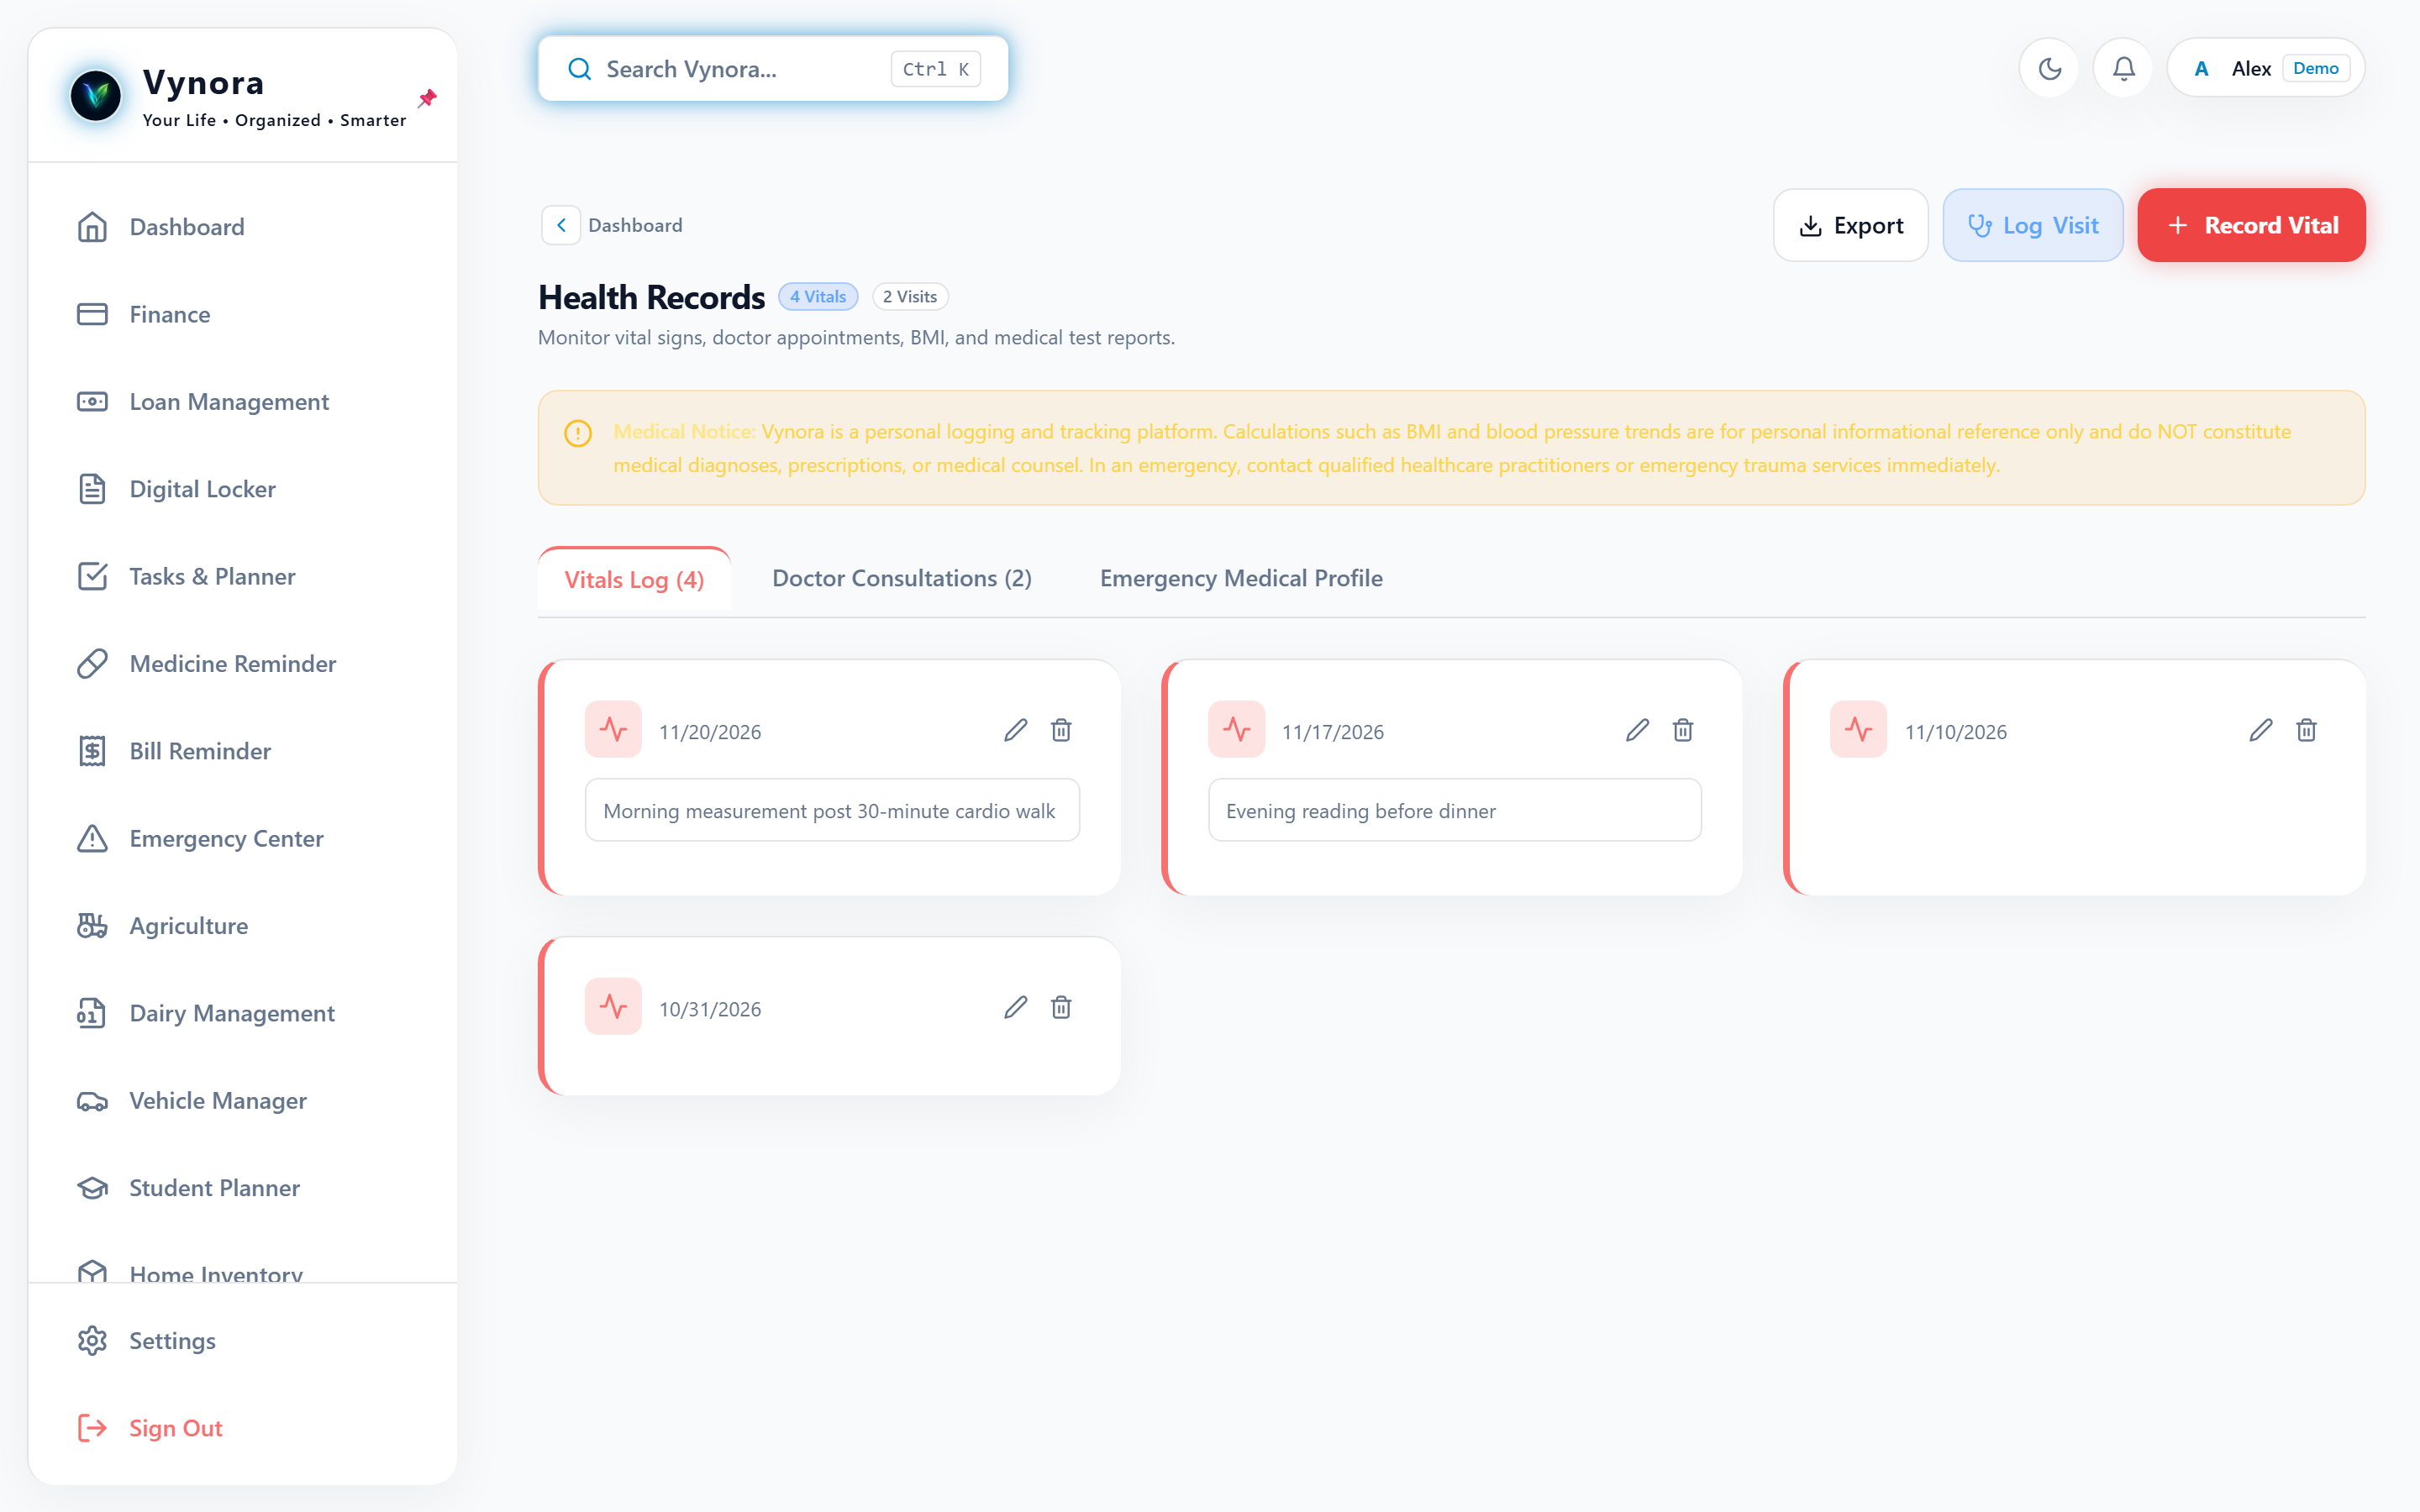 Vynora
Your Life • Organized • Smarter
Dashboard
Finance
Loan Management
Digital Locker
Tasks & Planner
Medicine Reminder
Bill Reminder
Emergency Center
Agriculture
Dairy Management
Vehicle Manager
Student Planner
Home Inventory
Settings
Sign Out
Search Vynora...
Ctrl K
A
Alex
Demo
Dashboard
Export
Log Visit
Record Vital
Health Records
4 Vitals
2 Visits
Monitor vital signs, doctor appointments, BMI, and medical test reports.
Medical Notice: Vynora is a personal logging and tracking platform. Calculations such as BMI and blood pressure trends are for personal informational reference only and do NOT constitute
medical diagnoses, prescriptions, or medical counsel. In an emergency, contact qualified healthcare practitioners or emergency trauma services immediately.
Vitals Log (4)
Doctor Consultations (2)
Emergency Medical Profile
11/20/2026
Morning measurement post 30-minute cardio walk
11/17/2026
Evening reading before dinner
11/10/2026
10/31/2026